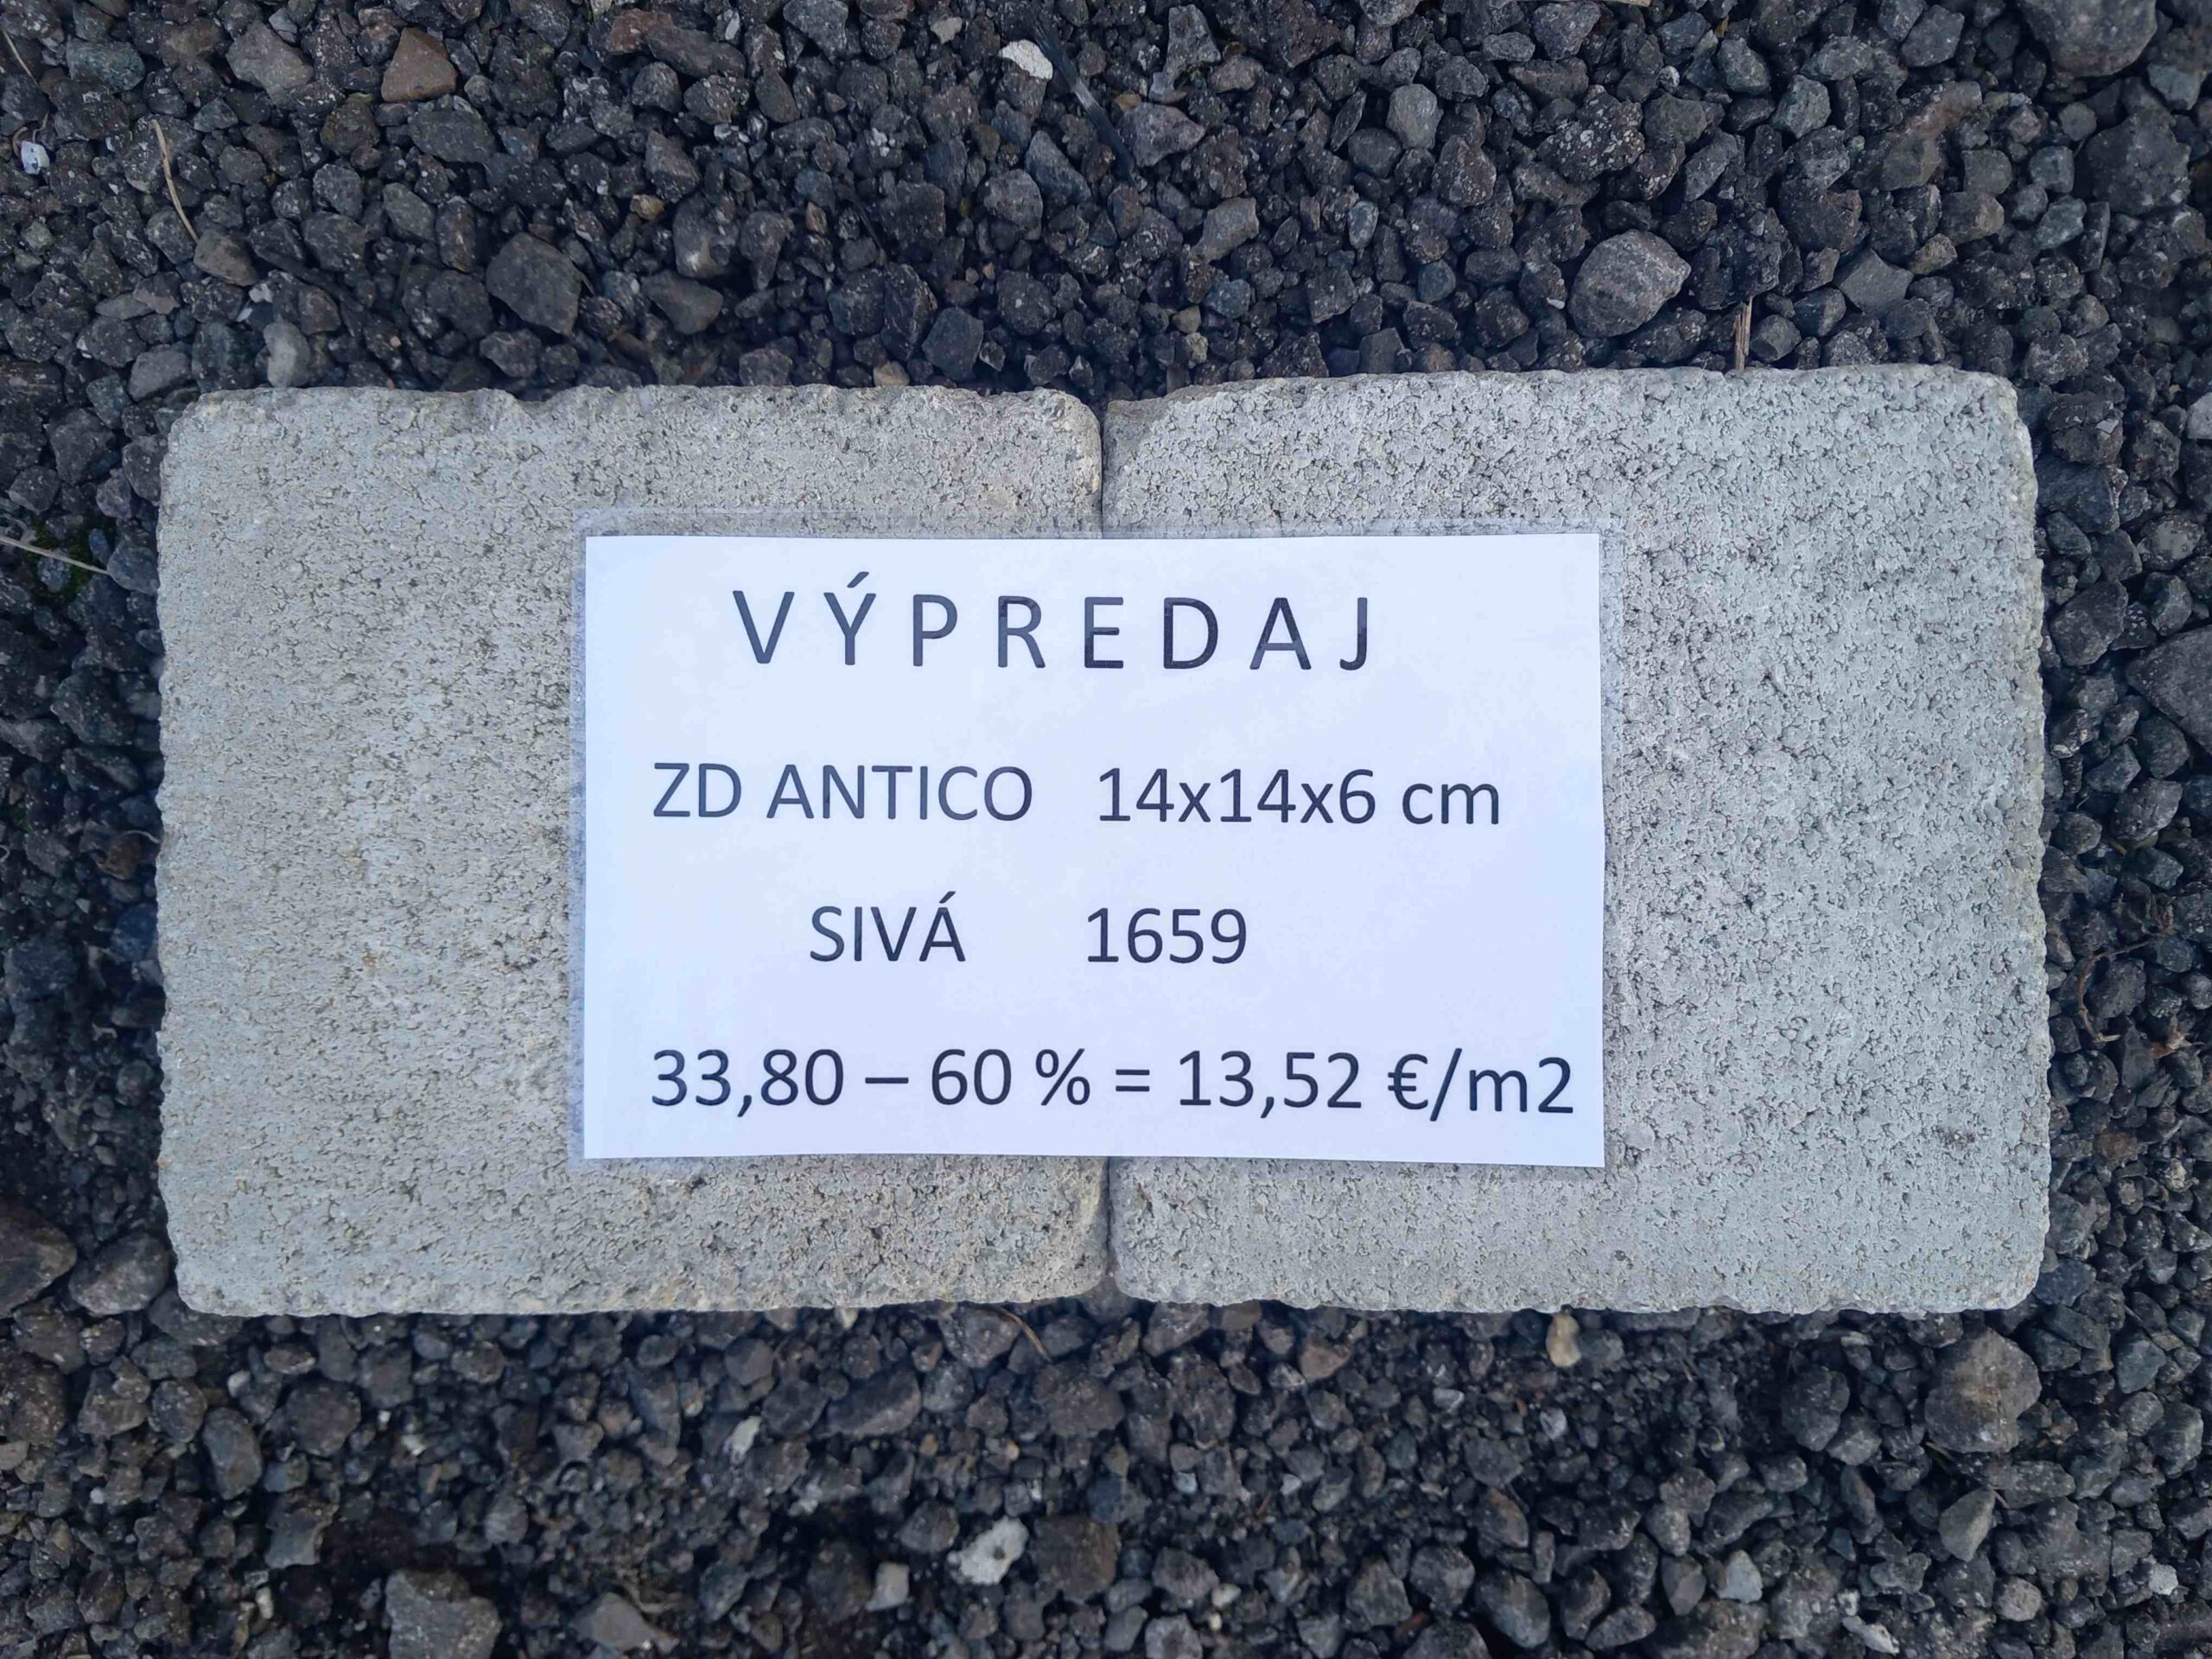 VÝPREDAJ
ZD ANTICO 14x14x6 cm
SIVÁ 1659
33,80 – 60 % = 13,52 €/m2